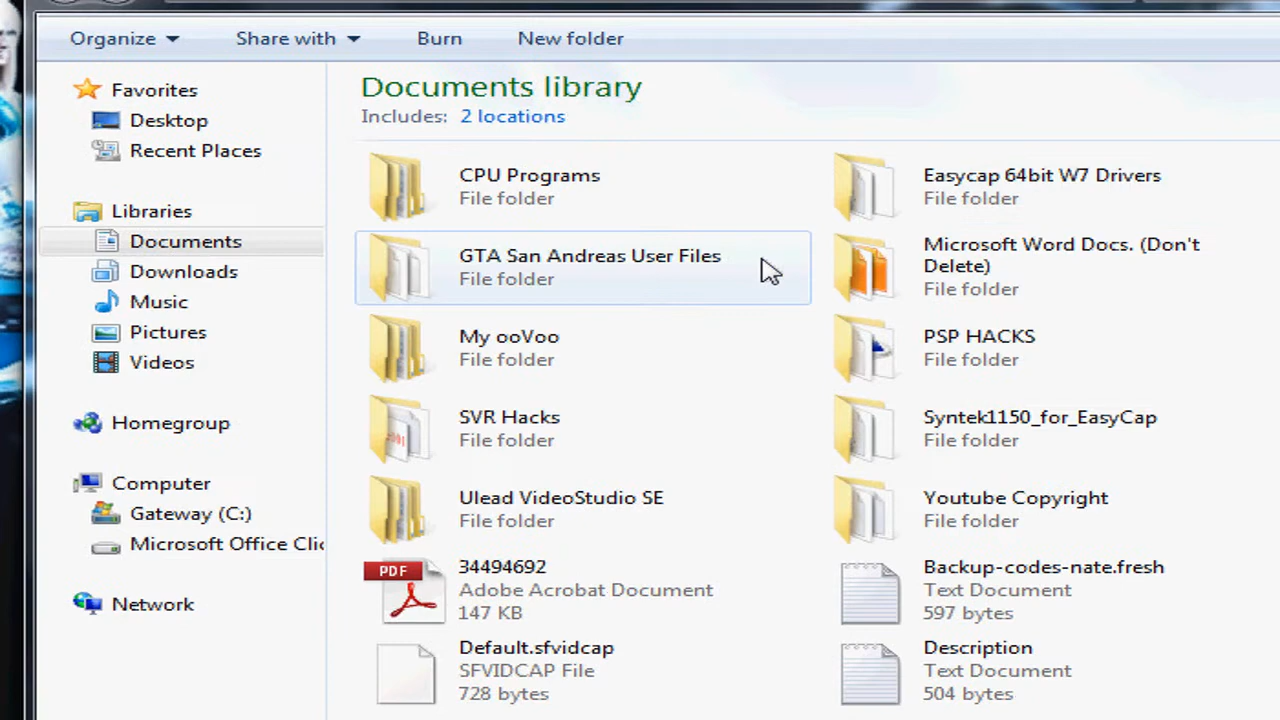 Organize Share with Burn New folder
Favorites
Desktop
Recent Places
Libraries
Documents
Downloads
Music
Pictures
Videos
Homegroup
Computer
Gateway (C:)
Microsoft Office Clic
Network
Documents library
Includes: 2 locations
CPU Programs
File folder
Easycap 64bit W7 Drivers
File folder
GTA San Andreas User Files
File folder
Microsoft Word Docs. (Don't
Delete)
File folder
My ooVoo
File folder
PSP HACKS
File folder
SVR Hacks
File folder
Syntek1150_for_EasyCap
File folder
Ulead VideoStudio SE
File folder
Youtube Copyright
File folder
PDF
34494692
Adobe Acrobat Document
147 KB
Backup-codes-nate.fresh
Text Document
597 bytes
Default.sfvidcap
SFVIDCAP File
728 bytes
Description
Text Document
504 bytes